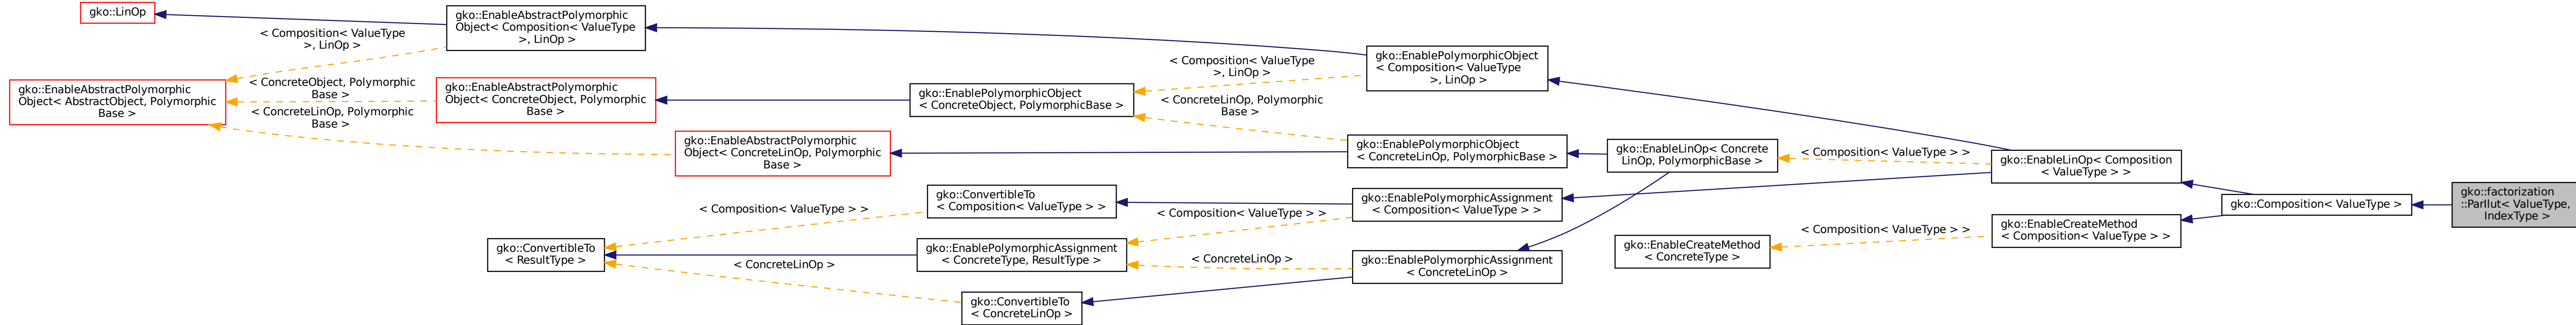 gko::LinOp
gko::EnableAbstractPolymorphic
Object< Composition< ValueType
>, LinOp >
< Composition< ValueType
>, LinOp >
gko::EnableAbstractPolymorphic
Object< AbstractObject, Polymorphic
Base >
< ConcreteObject, Polymorphic
Base >
< ConcreteLinOp, Polymorphic
Base >
gko::EnableAbstractPolymorphic
Object< ConcreteObject, Polymorphic
Base >
gko::EnableAbstractPolymorphic
Object< ConcreteLinOp, Polymorphic
Base >
gko::EnablePolymorphicObject
< ConcreteObject, PolymorphicBase >
< Composition< ValueType
>, LinOp >
< ConcreteLinOp, Polymorphic
Base >
gko::EnablePolymorphicObject
< Composition< ValueType
>, LinOp >
gko::EnablePolymorphicObject
< ConcreteLinOp, PolymorphicBase >
gko::EnableLinOp< Concrete
LinOp, PolymorphicBase >
< Composition< ValueType > >
gko::EnableLinOp< Composition
< ValueType > >
gko::ConvertibleTo
< ResultType >
< Composition< ValueType > >
< ConcreteLinOp >
gko::ConvertibleTo
< Composition< ValueType > >
gko::EnablePolymorphicAssignment
< ConcreteType, ResultType >
gko::ConvertibleTo
< ConcreteLinOp >
< Composition< ValueType > >
< ConcreteLinOp >
gko::EnablePolymorphicAssignment
< Composition< ValueType > >
gko::EnablePolymorphicAssignment
< ConcreteLinOp >
gko::EnableCreateMethod
< ConcreteType >
< Composition< ValueType > >
gko::EnableCreateMethod
< Composition< ValueType > >
gko::Composition< ValueType >
gko::factorization
::ParIlut< ValueType,
IndexType >